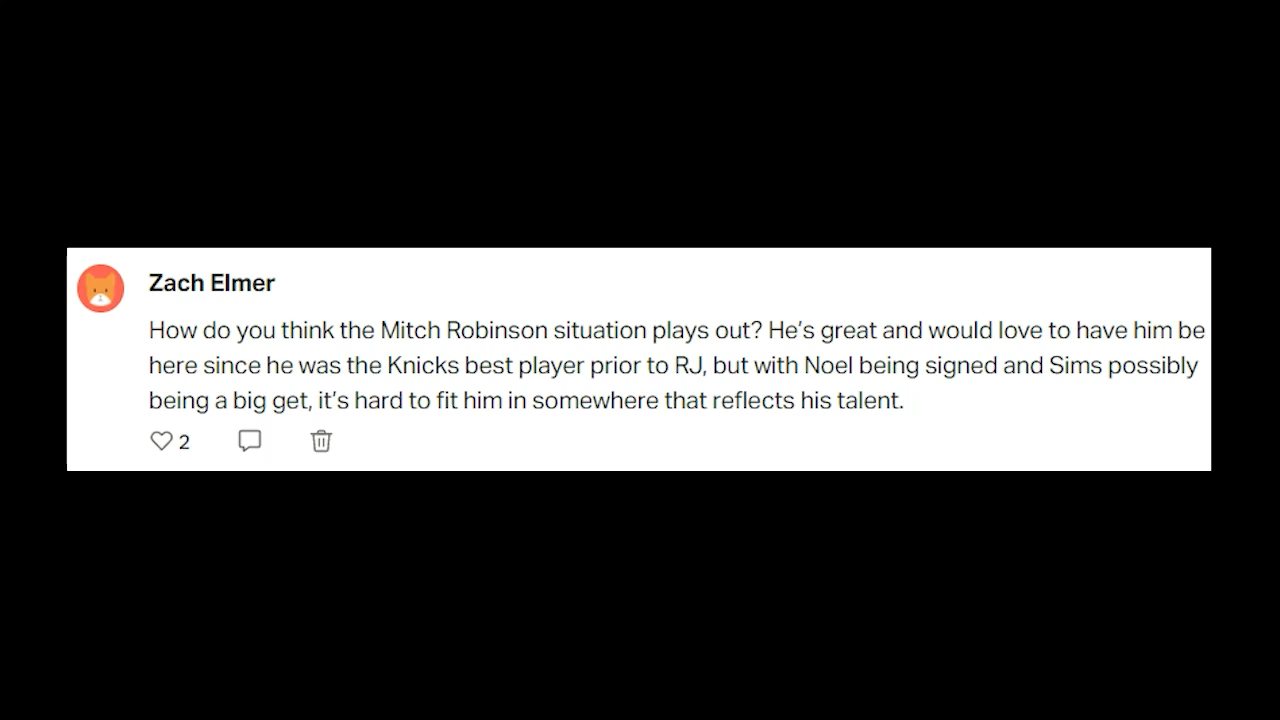 Zach Elmer
How do you think the Mitch Robinson situation plays out? He's great and would love to have him be
here since he was the Knicks best player prior to RJ, but with Noel being signed and Sims possibly
being a big get, it's hard to fit him in somewhere that reflects his talent.
2